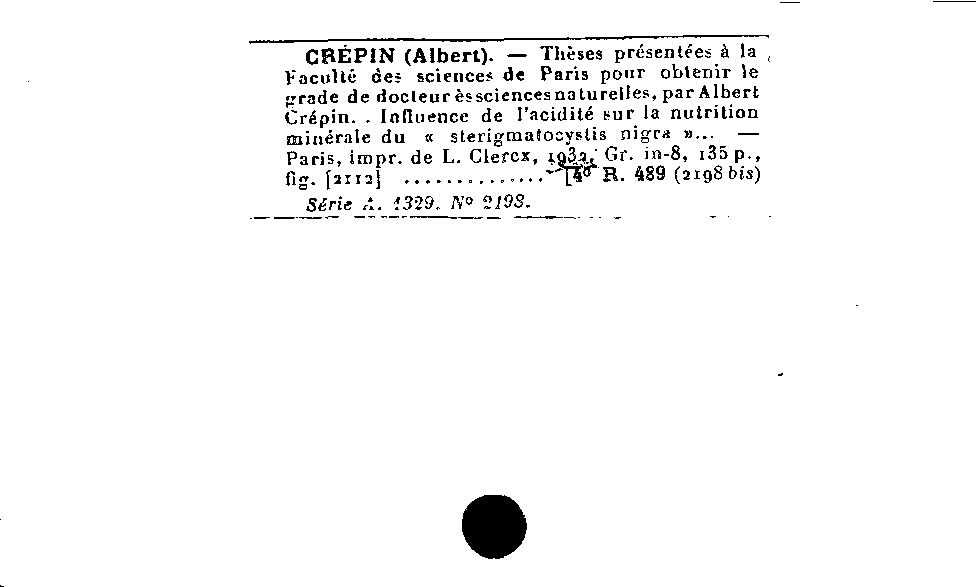 CRÉPIN (Albert). — Thèses présentées à la
Faculté des sciences de Paris pour obtenir le
grade de docteur ès sciences naturelles, par Albert
Crépin. . Influence de l'acidité sur la nutrition
minérale du « sterigmatocystis nigra »... —
Paris, impr. de L. Clercx, 1932. Gr. in-8, 135 p.,
fig. [2112] .............. [4° R. 489 (2198 bis)
Série A. 1329. N° 2198.